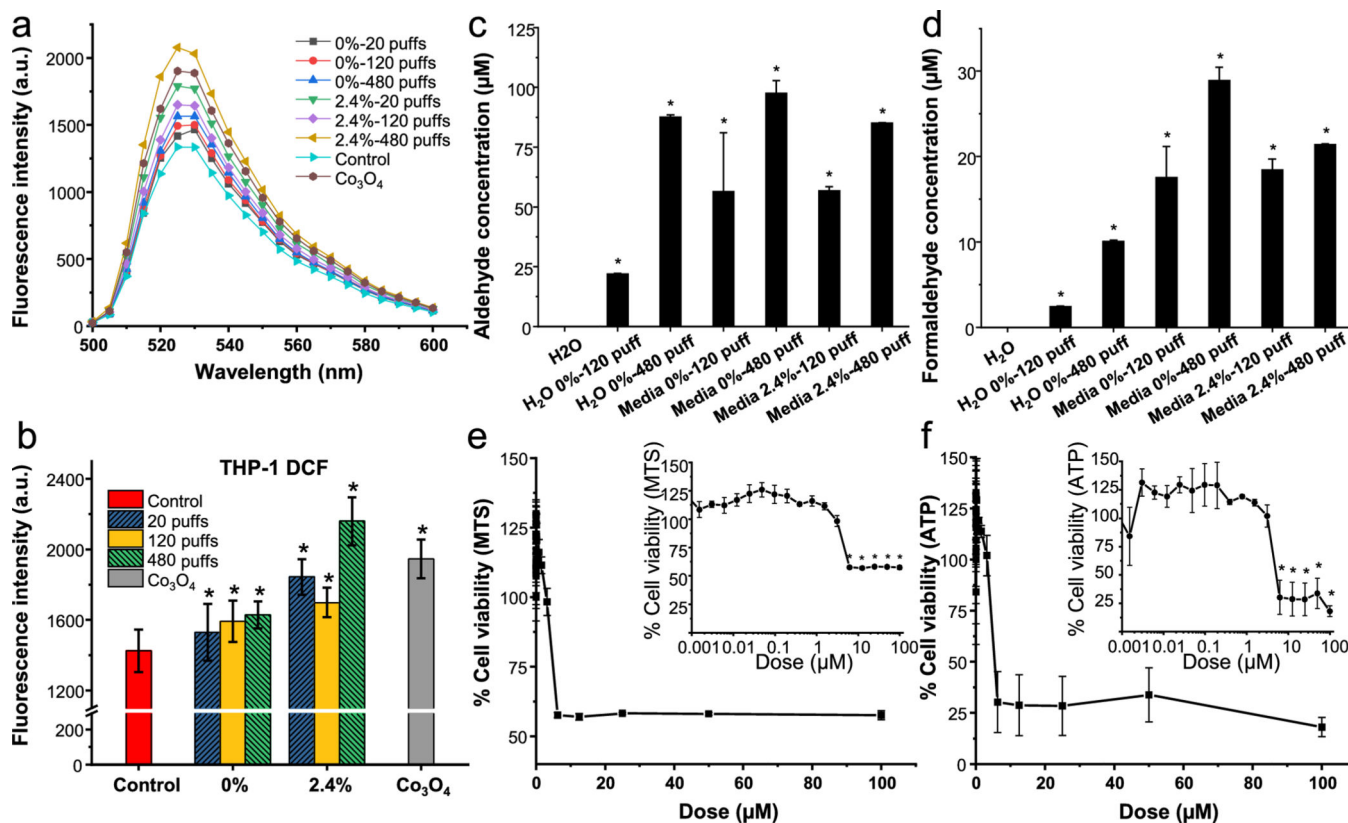 a
Fluorescence intensity (a.u.)
2000
1500
1000
500
0
500
520
540
560
580
600
Wavelength (nm)
0%-20 puffs
0%-120 puffs
0%-480 puffs
2.4%-20 puffs
2.4%-120 puffs
2.4%-480 puffs
Control
Co₃O₄
c
Aldehyde concentration (µM)
125
100
75
50
25
0
* * * * * *
H2O
H₂O 0%-120 puff
H₂O 0%-480 puff
Media 0%-120 puff
Media 0%-480 puff
Media 2.4%-120 puff
Media 2.4%-480 puff
d
Formaldehyde concentration (µM)
30
20
10
0
* * * * * *
H₂O
H₂O 0%-120 puff
H₂O 0%-480 puff
Media 0%-120 puff
Media 0%-480 puff
Media 2.4%-120 puff
Media 2.4%-480 puff
b
THP-1 DCF
Fluorescence intensity (a.u.)
2400
2000
1600
1200
200
0
Control
20 puffs
120 puffs
480 puffs
Co₃O₄
* * * * * * *
Control
0%
2.4%
Co₃O₄
e
% Cell viability (MTS)
150
125
100
75
50
0
20
40
60
80
100
Dose (µM)
% Cell viability (MTS)
150
125
100
75
50
25
0.001
0.01
0.1
1
10
100
Dose (µM)
* * * * *
f
% Cell viability (ATP)
150
125
100
75
50
25
0
0
20
40
60
80
100
Dose (µM)
% Cell viability (ATP)
150
125
100
75
50
25
0.001
0.01
0.1
1
10
100
Dose (µM)
* * * * *